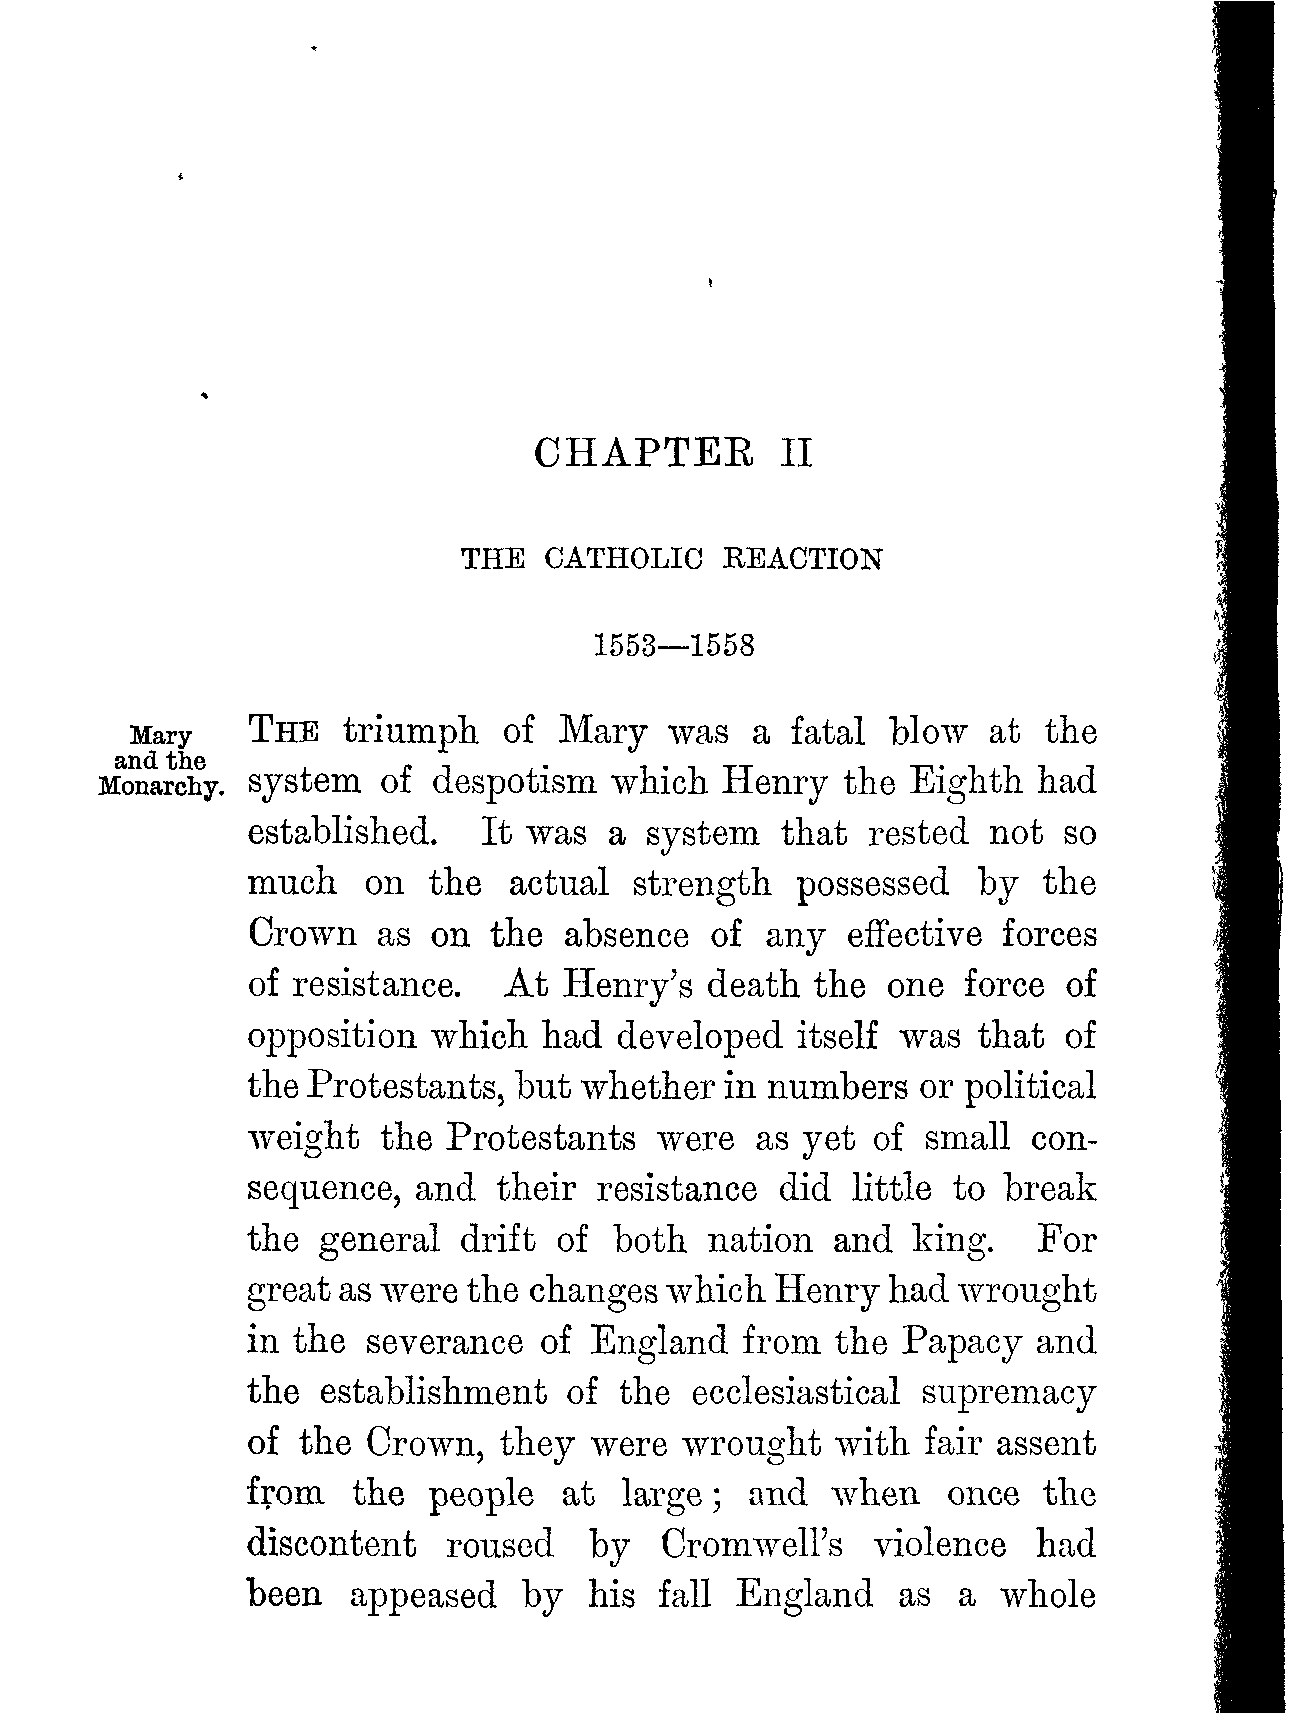 CHAPTER II
THE CATHOLIC REACTION
1553—1558
Mary
and the
Monarchy.
THE triumph of Mary was a fatal blow at the
system of despotism which Henry the Eighth had
established. It was a system that rested not so
much on the actual strength possessed by the
Crown as on the absence of any effective forces
of resistance. At Henry's death the one force of
opposition which had developed itself was that of
the Protestants, but whether in numbers or political
weight the Protestants were as yet of small con-
sequence, and their resistance did little to break
the general drift of both nation and king. For
great as were the changes which Henry had wrought
in the severance of England from the Papacy and
the establishment of the ecclesiastical supremacy
of the Crown, they were wrought with fair assent
from the people at large; and when once the
discontent roused by Cromwell's violence had
been appeased by his fall England as a whole